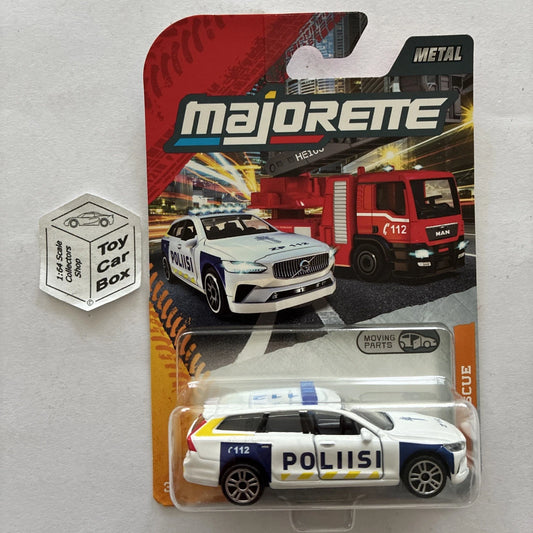 METAL
majorette
112
MAN
POLIISI
MOVING
PARTS
112
POLIISI
Toy
Car
Box
1:64 Scale
Collectors
Shop